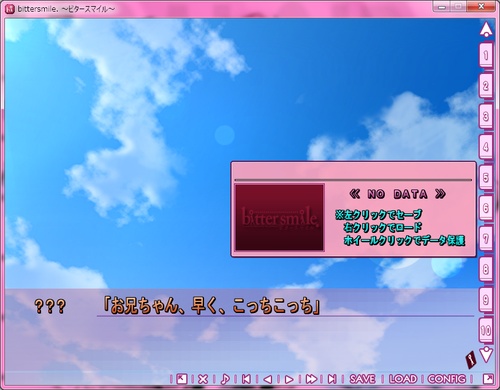 bittersmile. ～ビタースマイル～
1
2
3
4
5
6
7
8
9
10
≪ NO DATA ≫
bittersmile.
※左クリックでセーブ
右クリックでロード
ホイールクリックでデータ保護
??? 「お兄ちゃん、早く、こっちこっち」
SAVE | LOAD | CONFIG